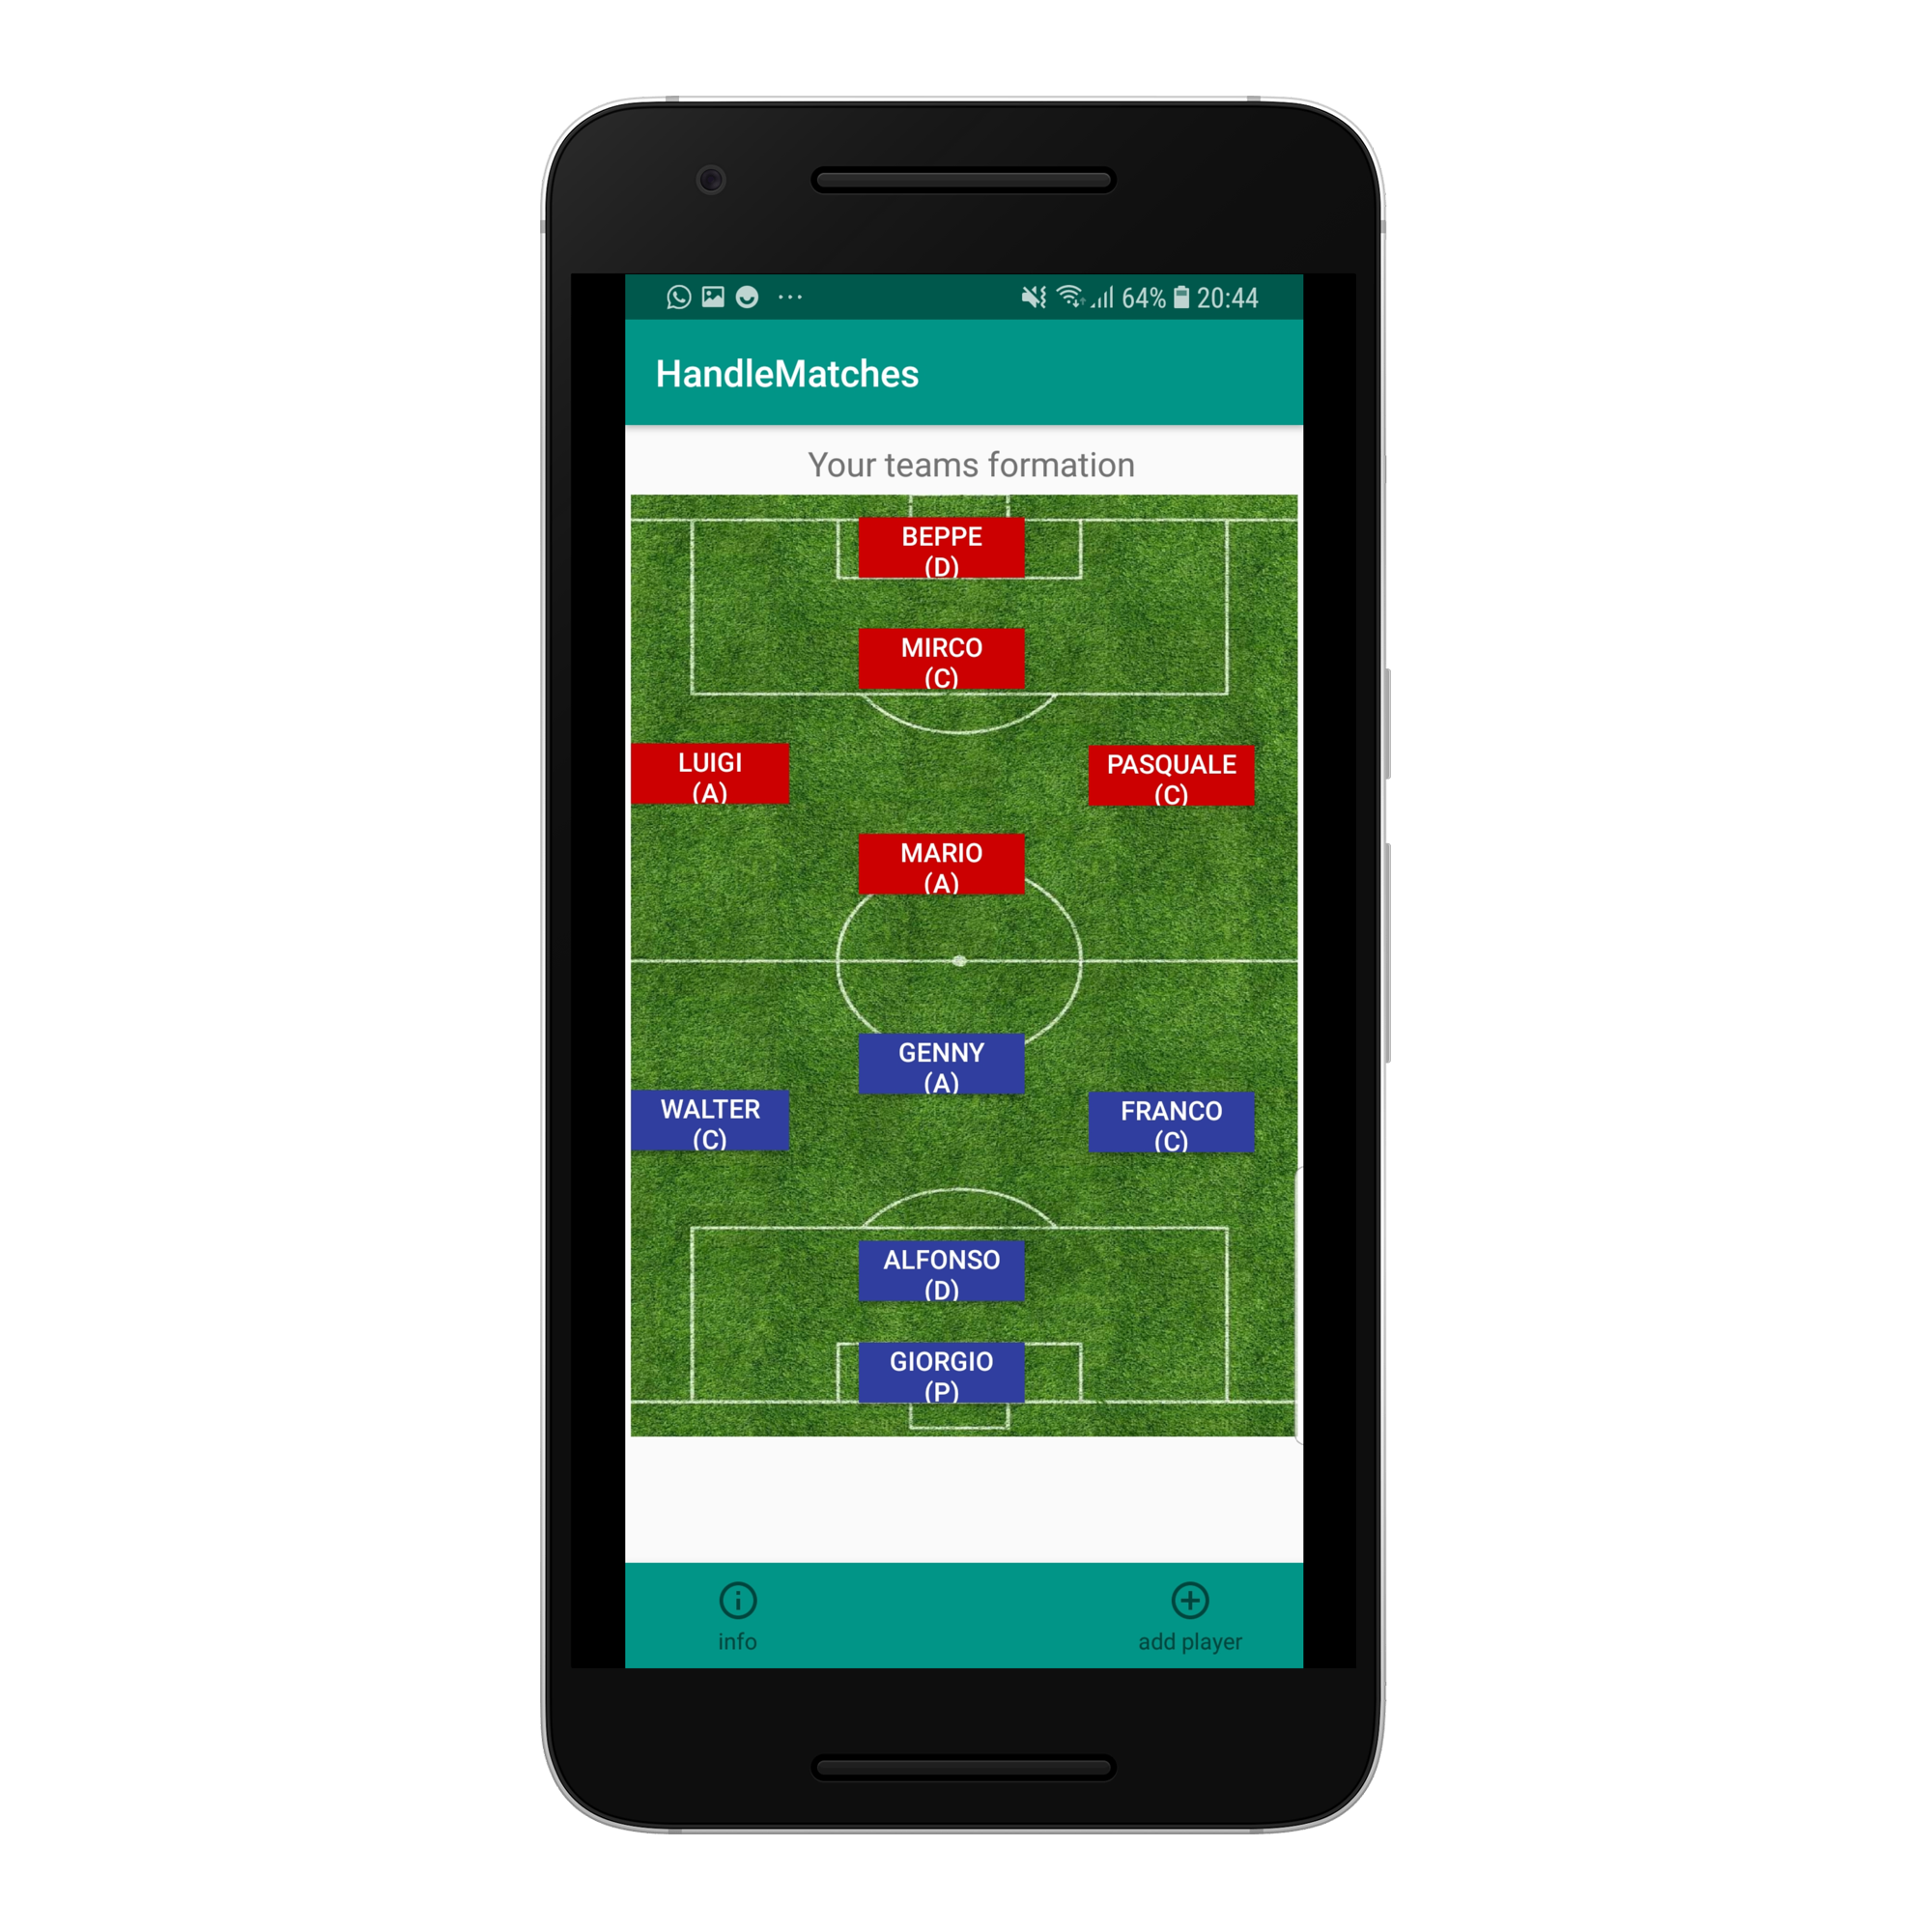 64% 20:44
HandleMatches
Your teams formation
BEPPE
(D)
MIRCO
(C)
LUIGI
(A)
PASQUALE
(C)
MARIO
(A)
GENNY
(A)
WALTER
(C)
FRANCO
(C)
ALFONSO
(D)
GIORGIO
(P)
info
add player